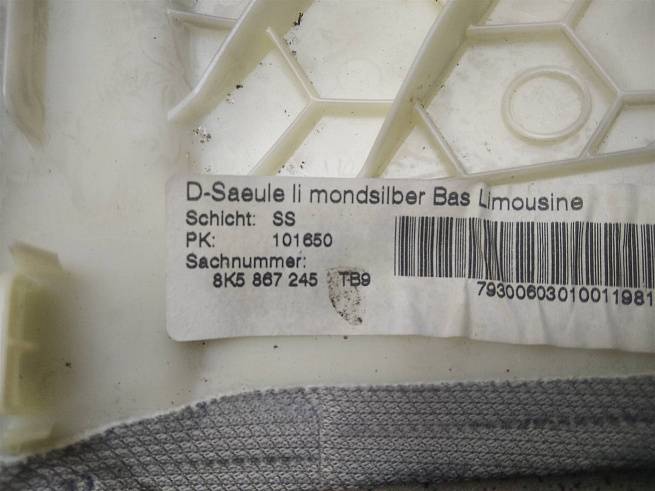 D-Saeule li mondsilber Bas Limousine
Schicht: SS
PK: 101650
Sachnummer:
8K5 867 245 TB9
79300603010011981